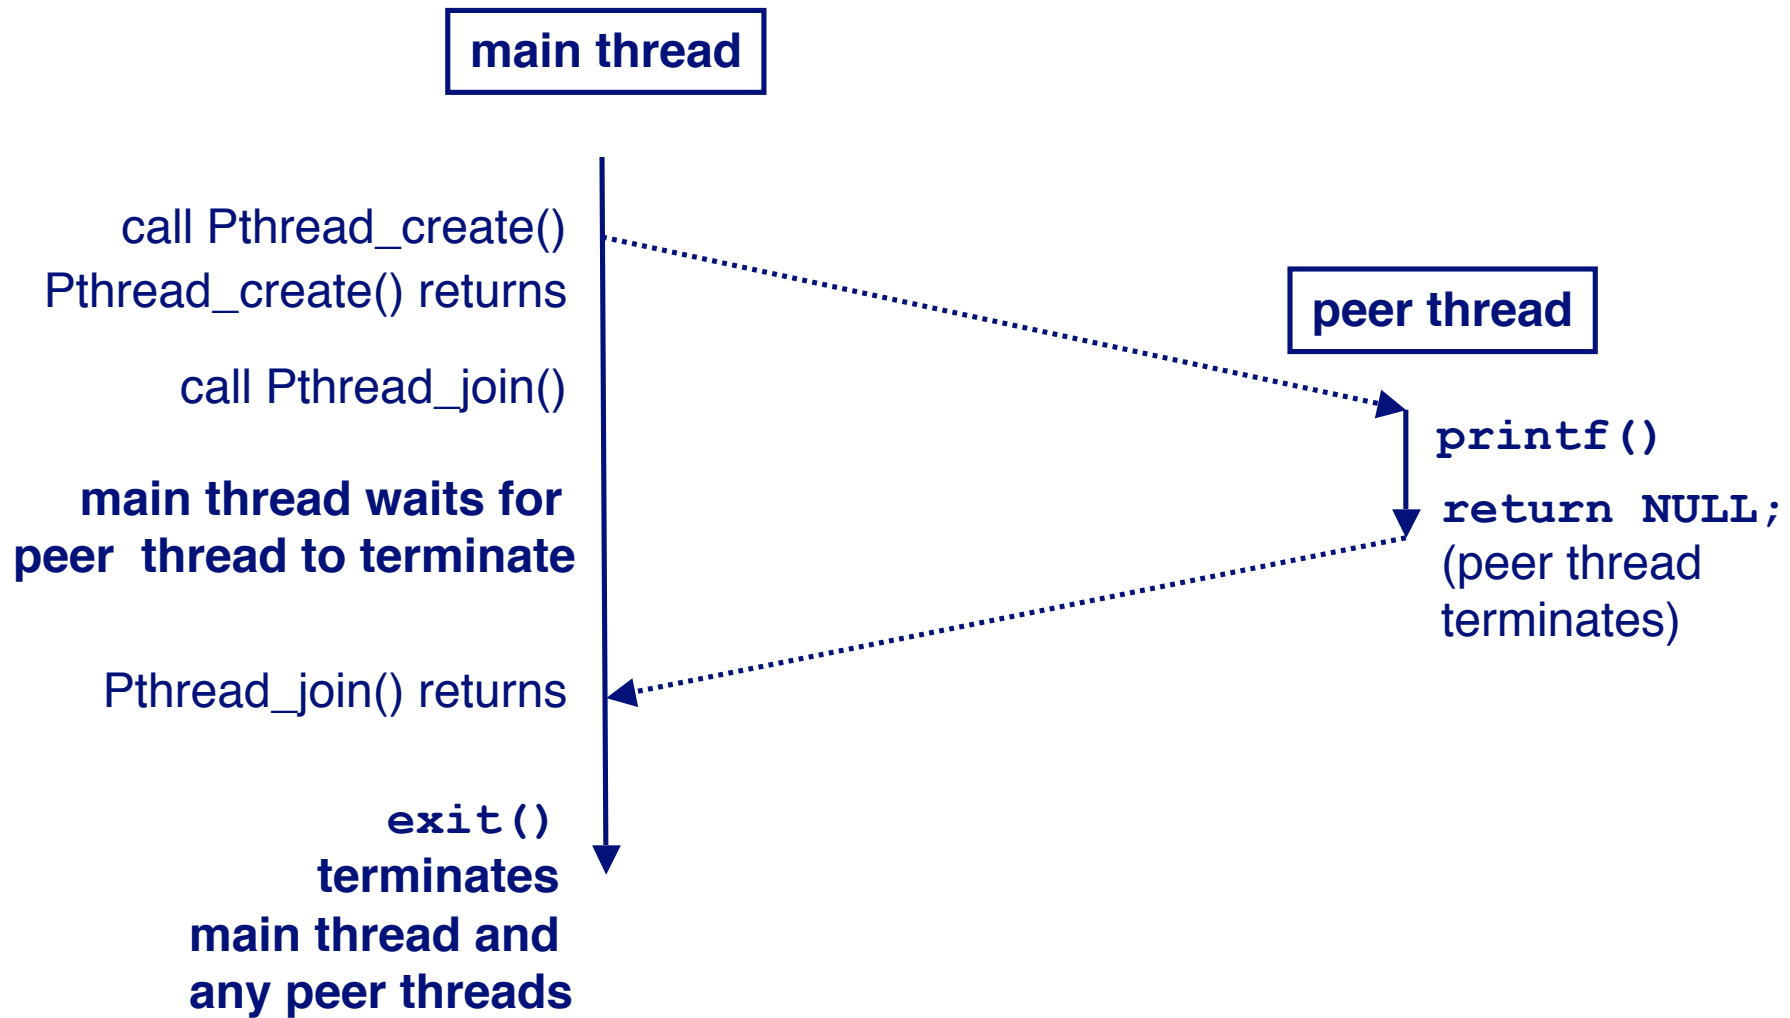 main thread
call Pthread_create()
Pthread_create() returns
peer thread
call Pthread_join()
printf()
main thread waits for
peer thread to terminate
return NULL;
(peer thread
terminates)
Pthread_join() returns
exit()
terminates
main thread and
any peer threads